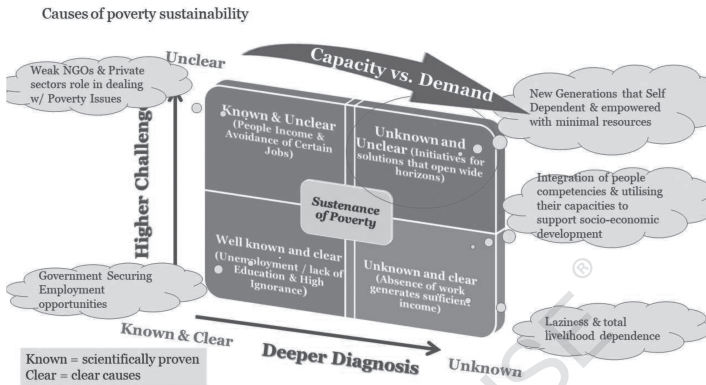 Causes of poverty sustainability
Unclear
Capacity vs. Demand
Weak NGOs & Private
sectors role in dealing
w/ Poverty Issues
New Generations that Self
Dependent & empowered
with minimal resources
Higher Challenge
Known & Unclear
(People Income &
Avoidance of Certain
Jobs)
Unknown and
Unclear (Initiatives for
solutions that open wide
horizons)
Sustenance
of Poverty
Integration of people
competencies & utilising
their capacities to
support socio-economic
development
Well known and clear
(Unemployment / lack of
Education & High
Ignorance)
Unknown and clear
(Absence of work
generates sufficient
income)
Government Securing
Employment
opportunities
Laziness & total
livelihood dependence
Known & Clear
Deeper Diagnosis
Unknown
Known = scientifically proven
Clear = clear causes